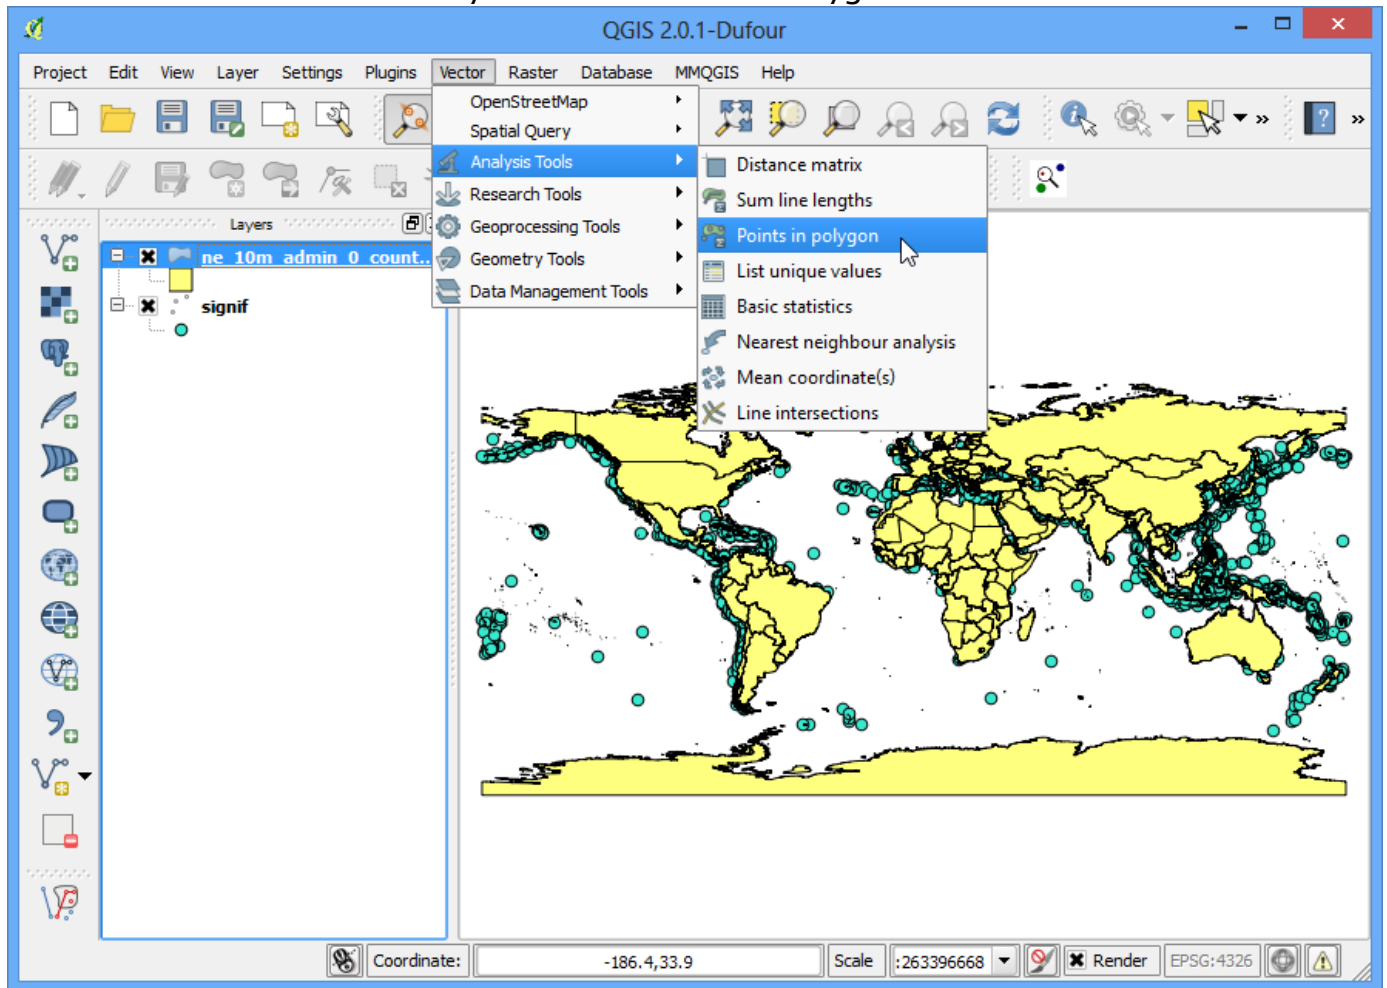 QGIS 2.0.1-Dufour
Project Edit View Layer Settings Plugins Vector Raster Database MMQGIS Help
OpenStreetMap
Spatial Query
Analysis Tools
Research Tools
Geoprocessing Tools
Geometry Tools
Data Management Tools
Distance matrix
Sum line lengths
Points in polygon
List unique values
Basic statistics
Nearest neighbour analysis
Mean coordinate(s)
Line intersections
Layers
ne_10m_admin_0_count...
signif
Coordinate: -186.4,33.9 Scale :263396668 Render EPSG:4326